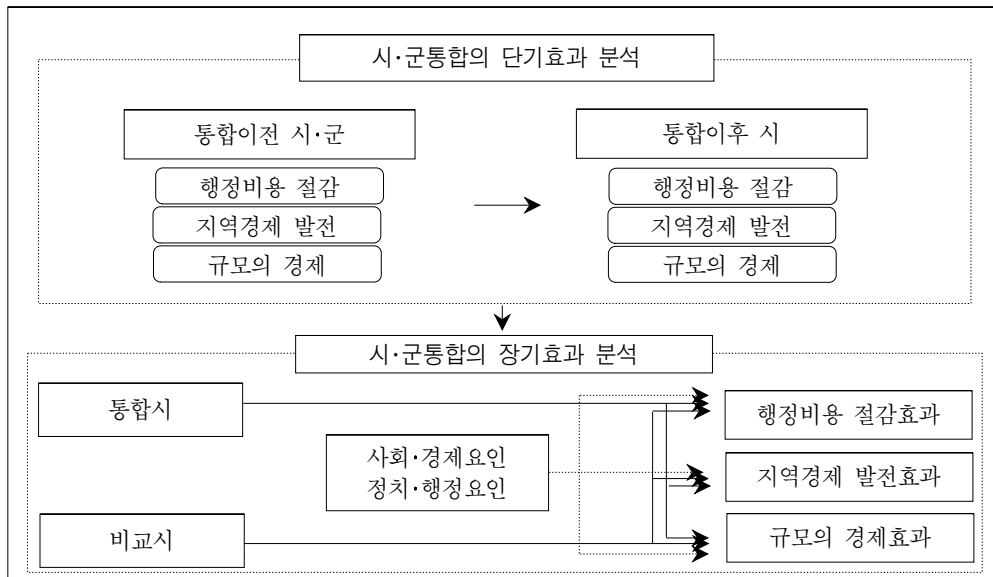 시·군통합의 단기효과 분석
통합이전 시·군
행정비용 절감
지역경제 발전
규모의 경제
통합이후 시
행정비용 절감
지역경제 발전
규모의 경제
시·군통합의 장기효과 분석
통합시
사회·경제요인
정치·행정요인
비교시
행정비용 절감효과
지역경제 발전효과
규모의 경제효과